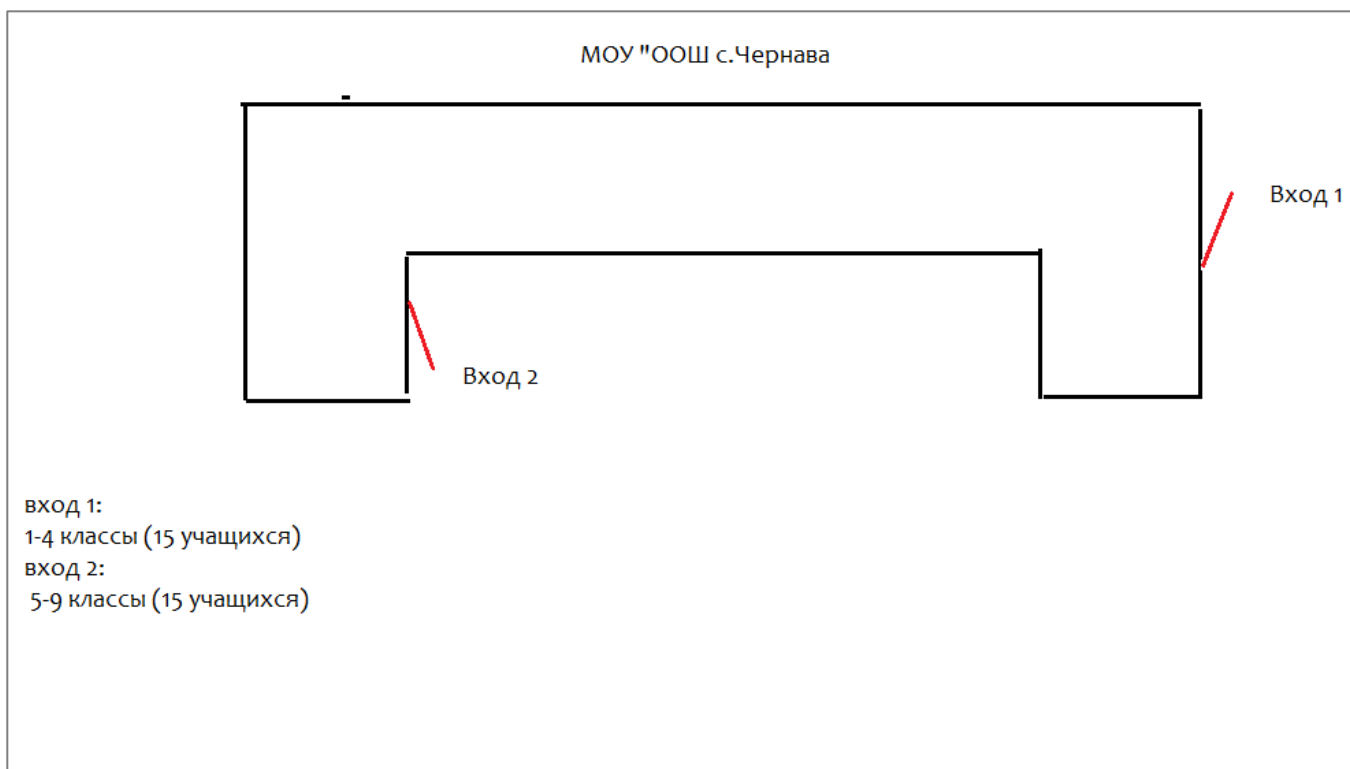 МОУ "ООШ с.Чернава
Вход 1
Вход 2
вход 1:
1-4 классы (15 учащихся)
вход 2:
5-9 классы (15 учащихся)